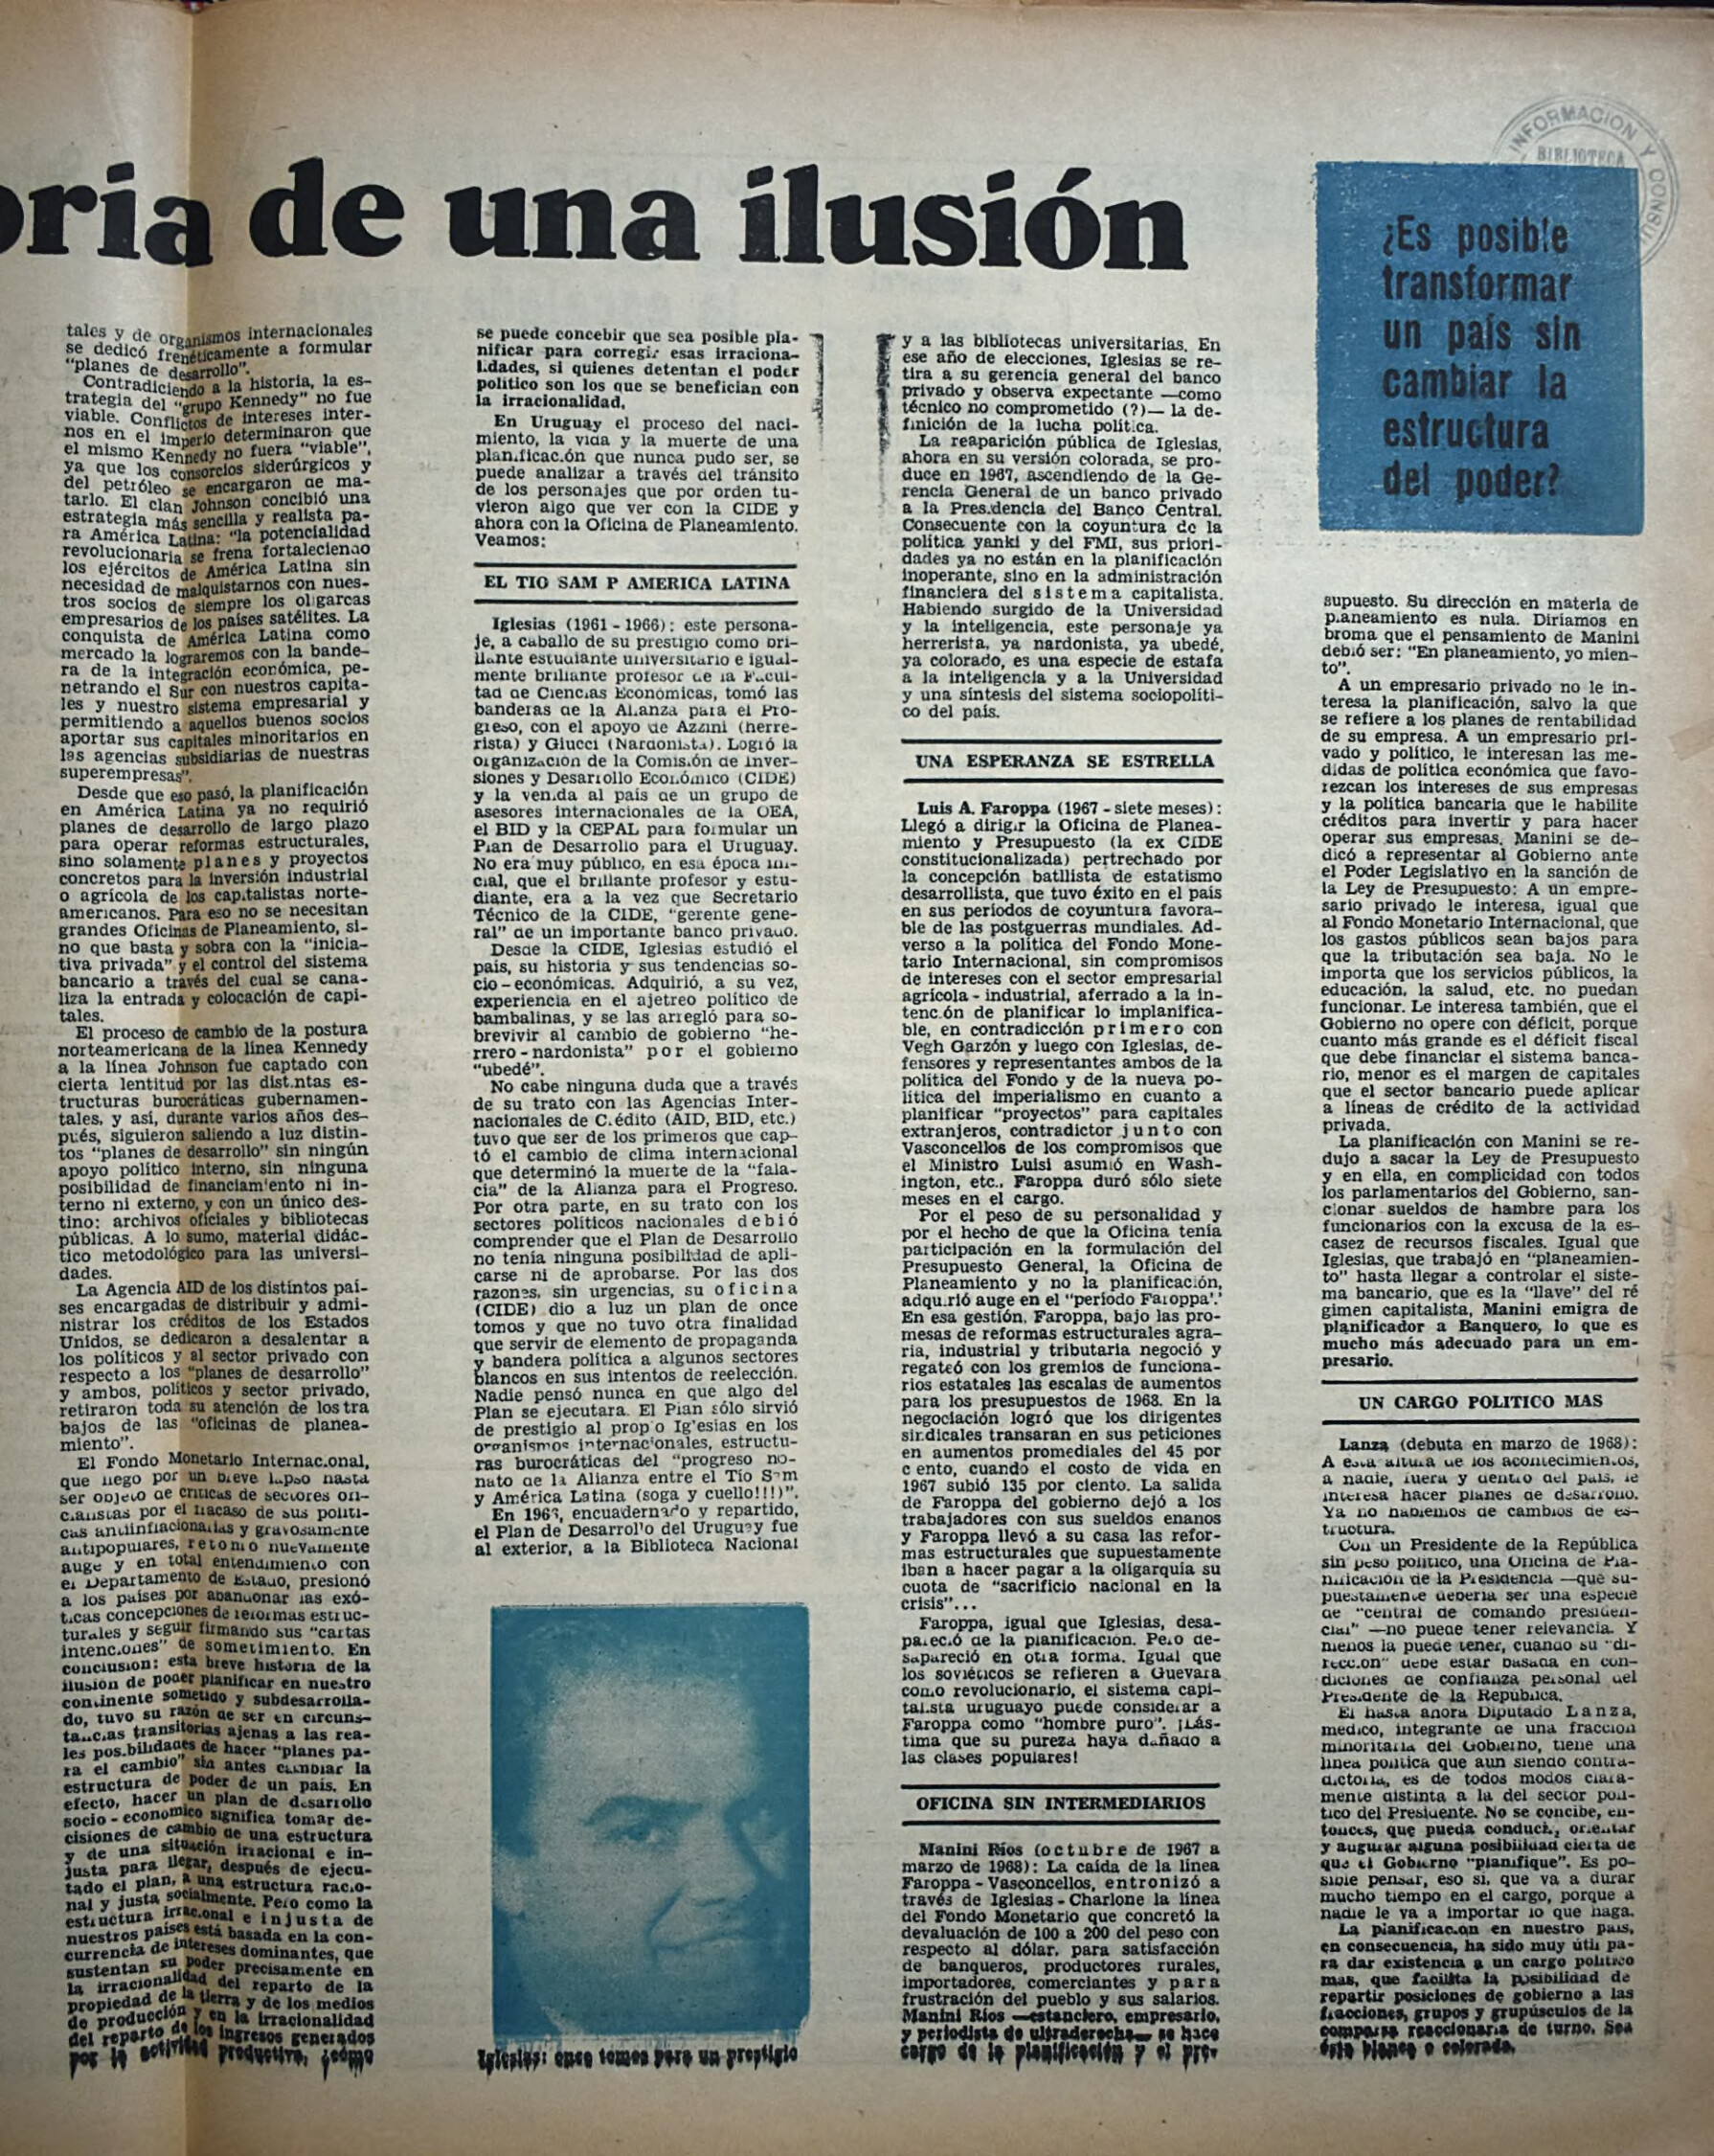 oria de una ilusión
INFORMACION Y CONSUL
BIBLIOTECA
¿Es posible
transformar
un país sin
cambiar la
estructura
del poder?
tales y de organismos internacionales
se dedicó frenéticamente a formular
"planes de desarrollo".
Contradiciendo a la historia, la es-
trategia del "grupo Kennedy" no fue
viable. Conflictos de intereses inter-
nos en el imperio determinaron que
el mismo Kennedy no fuera "viable",
ya que los consorcios siderúrgicos y
del petróleo se encargaron de ma-
tarlo. El clan Johnson concibió una
estrategia más sencilla y realista pa-
ra América Latina: "la potencialidad
revolucionaria se frena fortaleciendo
los ejércitos de América Latina sin
necesidad de malquistarnos con nues-
tros socios de siempre los oligarcas
empresarios de los países satélites. La
conquista de América Latina como
mercado la lograremos con la bande-
ra de la integración económica, pe-
netrando el Sur con nuestros capita-
les y nuestro sistema empresarial y
permitiendo a aquellos buenos socios
aportar sus capitales minoritarios en
las agencias subsidiarias de nuestras
superempresas".
Desde que eso pasó, la planificación
en América Latina ya no requirió
planes de desarrollo de largo plazo
para operar reformas estructurales,
sino solamente planes y proyectos
concretos para la inversión industrial
o agrícola de los capitalistas norte-
americanos. Para eso no se necesitan
grandes Oficinas de Planeamiento, si-
no que basta y sobra con la "inicia-
tiva privada" y el control del sistema
bancario a través del cual se cana-
liza la entrada y colocación de capi-
tales.
El proceso de cambio de la postura
norteamericana de la línea Kennedy
a la línea Johnson fue captado con
cierta lentitud por las distintas es-
tructuras burocráticas gubernamen-
tales, y así, durante varios años des-
pués, siguieron saliendo a luz distin-
tos "planes de desarrollo" sin ningún
apoyo político interno, sin ninguna
posibilidad de financiamiento ni in-
terno ni externo, y con un único des-
tino: archivos oficiales y bibliotecas
públicas. A lo sumo, material didác-
tico metodológico para las universi-
dades.
La Agencia AID de los distintos paí-
ses encargadas de distribuir y admi-
nistrar los créditos de los Estados
Unidos, se dedicaron a desalentar a
los políticos y al sector privado con
respecto a los "planes de desarrollo"
y ambos, políticos y sector privado,
retiraron toda su atención de los tra
bajos de las "oficinas de planea-
miento".
El Fondo Monetario Internacional,
que llegó por un breve lapso hasta
ser objeto de críticas de sectores ofi-
cialistas por el fracaso de sus políti-
cas antiinflacionarias y gravosamente
antipopulares, retomó nuevamente
auge y en total entendimiento con
el Departamento de Estado, presionó
a los países por abandonar las exó-
ticas concepciones de reformas estruc-
turales y seguir firmando sus "cartas
intenciones" de sometimiento. En
conclusión: esta breve historia de la
ilusión de poder planificar en nuestro
continente sometido y subdesarrolla-
do, tuvo su razón de ser en circuns-
tancias transitorias ajenas a las rea-
les posibilidades de hacer "planes pa-
ra el cambio" sin antes cambiar la
estructura de poder de un país. En
efecto, hacer un plan de desarrollo
socio-económico significa tomar de-
cisiones de cambio de una estructura
y de una situación irracional e in-
justa para llegar, después de ejecu-
tado el plan, a una estructura racio-
nal y justa socialmente. Pero como la
estructura irracional e injusta de
nuestros países está basada en la con-
currencia de intereses dominantes, que
sustentan su poder precisamente en
la irracionalidad del reparto de la
propiedad de la tierra y de los medios
de producción y en la irracionalidad
del reparto de los ingresos generados
por la actividad productiva, ¿cómo
se puede concebir que sea posible pla-
nificar para corregir esas irraciona-
lidades, si quienes detentan el poder
político son los que se benefician con
la irracionalidad.
En Uruguay el proceso del naci-
miento, la vida y la muerte de una
planificación que nunca pudo ser, se
puede analizar a través del tránsito
de los personajes que por orden tu-
vieron algo que ver con la CIDE y
ahora con la Oficina de Planeamiento.
Veamos:
EL TIO SAM P AMERICA LATINA
Iglesias (1961-1966): este persona-
je, a caballo de su prestigio como bri-
llante estudiante universitario e igual-
mente brillante profesor de la Facul-
tad de Ciencias Económicas, tomó las
banderas de la Alianza para el Pro-
greso, con el apoyo de Azzini (herre-
rista) y Giucci (Nardonista). Logró la
organización de la Comisión de Inver-
siones y Desarrollo Económico (CIDE)
y la venida al país de un grupo de
asesores internacionales de la OEA,
el BID y la CEPAL para formular un
Plan de Desarrollo para el Uruguay.
No era muy público, en esa época ini-
cial, que el brillante profesor y estu-
diante, era a la vez que Secretario
Técnico de la CIDE, "gerente gene-
ral" de un importante banco privado.
Desde la CIDE, Iglesias estudió el
país, su historia y sus tendencias so-
cio-económicas. Adquirió, a su vez,
experiencia en el ajetreo político de
bambalinas, y se las arregló para so-
brevivir al cambio de gobierno "he-
rrero-nardonista" por el gobierno
"ubedé".
No cabe ninguna duda que a través
de su trato con las Agencias Inter-
nacionales de Crédito (AID, BID, etc.)
tuvo que ser de los primeros que cap-
tó el cambio de clima internacional
que determinó la muerte de la "fala-
cia" de la Alianza para el Progreso.
Por otra parte, en su trato con los
sectores políticos nacionales debió
comprender que el Plan de Desarrollo
no tenía ninguna posibilidad de apli-
carse ni de aprobarse. Por las dos
razones, sin urgencias, su oficina
(CIDE) dio a luz un plan de once
tomos y que no tuvo otra finalidad
que servir de elemento de propaganda
y bandera política a algunos sectores
blancos en sus intentos de reelección.
Nadie pensó nunca en que algo del
Plan se ejecutara. El Plan sólo sirvió
de prestigio al propio Iglesias en los
organismos internacionales, estructu-
ras burocráticas del "progreso no-
nato de la Alianza entre el Tío Sam
y América Latina (soga y cuello!!!)".
En 1966, encuadernado y repartido,
el Plan de Desarrollo del Uruguay fue
al exterior, a la Biblioteca Nacional
Iglesias: once tomos para un prestigio
y a las bibliotecas universitarias. En
ese año de elecciones, Iglesias se re-
tira a su gerencia general del banco
privado y observa expectante —como
técnico no comprometido (?)— la de-
finición de la lucha política.
La reaparición pública de Iglesias,
ahora en su versión colorada, se pro-
duce en 1967, ascendiendo de la Ge-
rencia General de un banco privado
a la Presidencia del Banco Central.
Consecuente con la coyuntura de la
política yanki y del FMI, sus priori-
dades ya no están en la planificación
inoperante, sino en la administración
financiera del sistema capitalista.
Habiendo surgido de la Universidad
y la inteligencia, este personaje ya
herrerista, ya nardonista, ya ubedé,
ya colorado, es una especie de estafa
a la inteligencia y a la Universidad
y una síntesis del sistema sociopolíti-
co del país.
UNA ESPERANZA SE ESTRELLA
Luis A. Faroppa (1967-siete meses):
Llegó a dirigir la Oficina de Planea-
miento y Presupuesto (la ex CIDE
constitucionalizada) pertrechado por
la concepción batllista de estatismo
desarrollista, que tuvo éxito en el país
en sus períodos de coyuntura favora-
ble de las postguerras mundiales. Ad-
verso a la política del Fondo Mone-
tario Internacional, sin compromisos
de intereses con el sector empresarial
agrícola-industrial, aferrado a la in-
tención de planificar lo implanifica-
ble, en contradicción primero con
Vegh Garzón y luego con Iglesias, de-
fensores y representantes ambos de la
política del Fondo y de la nueva po-
lítica del imperialismo en cuanto a
planificar "proyectos" para capitales
extranjeros, contradictor junto con
Vasconcellos de los compromisos que
el Ministro Luisi asumió en Wash-
ington, etc., Faroppa duró sólo siete
meses en el cargo.
Por el peso de su personalidad y
por el hecho de que la Oficina tenía
participación en la formulación del
Presupuesto General, la Oficina de
Planeamiento y no la planificación,
adquirió auge en el "período Faroppa".
En esa gestión, Faroppa, bajo las pro-
mesas de reformas estructurales agra-
ria, industrial y tributaria negoció y
regateó con los gremios de funciona-
rios estatales las escalas de aumentos
para los presupuestos de 1968. En la
negociación logró que los dirigentes
sindicales transaran en sus peticiones
en aumentos promediales del 45 por
ciento, cuando el costo de vida en
1967 subió 135 por ciento. La salida
de Faroppa del gobierno dejó a los
trabajadores con sus sueldos enanos
y Faroppa llevó a su casa las refor-
mas estructurales que supuestamente
iban a hacer pagar a la oligarquía su
cuota de "sacrificio nacional en la
crisis"...
Faroppa, igual que Iglesias, desa-
pareció de la planificación. Pero de-
sapareció en otra forma. Igual que
los soviéticos se refieren a Guevara
como revolucionario, el sistema capi-
talista uruguayo puede considerar a
Faroppa como "hombre puro". ¡Lás-
tima que su pureza haya dañado a
las clases populares!
OFICINA SIN INTERMEDIARIOS
Manini Ríos (octubre de 1967 a
marzo de 1968): La caída de la línea
Faroppa-Vasconcellos, entronizó a
través de Iglesias-Charlone la línea
del Fondo Monetario que concretó la
devaluación de 100 a 200 del peso con
respecto al dólar, para satisfacción
de banqueros, productores rurales,
importadores, comerciantes y para
frustración del pueblo y sus salarios.
Manini Ríos —estanciero, empresario,
y periodista de ultraderecha— se hace
cargo de la planificación y el pre-
supuesto. Su dirección en materia de
planeamiento es nula. Diríamos en
broma que el pensamiento de Manini
debió ser: "En planeamiento, yo mien-
to".
A un empresario privado no le in-
teresa la planificación, salvo la que
se refiere a los planes de rentabilidad
de su empresa. A un empresario pri-
vado y político, le interesan las me-
didas de política económica que favo-
rezcan los intereses de sus empresas
y la política bancaria que le habilite
créditos para invertir y para hacer
operar sus empresas. Manini se de-
dicó a representar al Gobierno ante
el Poder Legislativo en la sanción de
la Ley de Presupuesto: A un empre-
sario privado le interesa, igual que
al Fondo Monetario Internacional, que
los gastos públicos sean bajos para
que la tributación sea baja. No le
importa que los servicios públicos, la
educación, la salud, etc. no puedan
funcionar. Le interesa también, que el
Gobierno no opere con déficit, porque
cuanto más grande es el déficit fiscal
que debe financiar el sistema banca-
rio, menor es el margen de capitales
que el sector bancario puede aplicar
a líneas de crédito de la actividad
privada.
La planificación con Manini se re-
dujo a sacar la Ley de Presupuesto
y en ella, en complicidad con todos
los parlamentarios del Gobierno, san-
cionar sueldos de hambre para los
funcionarios con la excusa de la es-
casez de recursos fiscales. Igual que
Iglesias, que trabajó en "planeamien-
to" hasta llegar a controlar el siste-
ma bancario, que es la "llave" del ré
gimen capitalista, Manini emigra de
planificador a Banquero, lo que es
mucho más adecuado para un em-
presario.
UN CARGO POLITICO MAS
Lanza (debuta en marzo de 1968):
A esta altura de los acontecimientos,
a nadie, fuera y dentro del país, le
interesa hacer planes de desarrollo.
Ya no hablemos de cambios de es-
tructura.
Con un Presidente de la República
sin peso político, una Oficina de Pla-
nificación de la Presidencia —que su-
puestamente debería ser una especie
de "central de comando presiden-
cial" —no puede tener relevancia. Y
menos la puede tener, cuando su "di-
rección" debe estar basada en con-
diciones de confianza personal del
Presidente de la República.
El hasta ahora Diputado Lanza,
médico, integrante de una fracción
minoritaria del Gobierno, tiene una
línea política que aun siendo contra-
dictoria, es de todos modos clara-
mente distinta a la del sector polí-
tico del Presidente. No se concibe, en-
tonces, que pueda conducir, orientar
y augurar alguna posibilidad cierta de
que el Gobierno "planifique". Es po-
sible pensar, eso sí, que va a durar
mucho tiempo en el cargo, porque a
nadie le va a importar lo que haga.
La planificación en nuestro país,
en consecuencia, ha sido muy útil pa-
ra dar existencia a un cargo político
más, que facilita la posibilidad de
repartir posiciones de gobierno a las
fracciones, grupos y grupúsculos de la
comparsa reaccionaria de turno. Sea
ésta blanca o colorada.